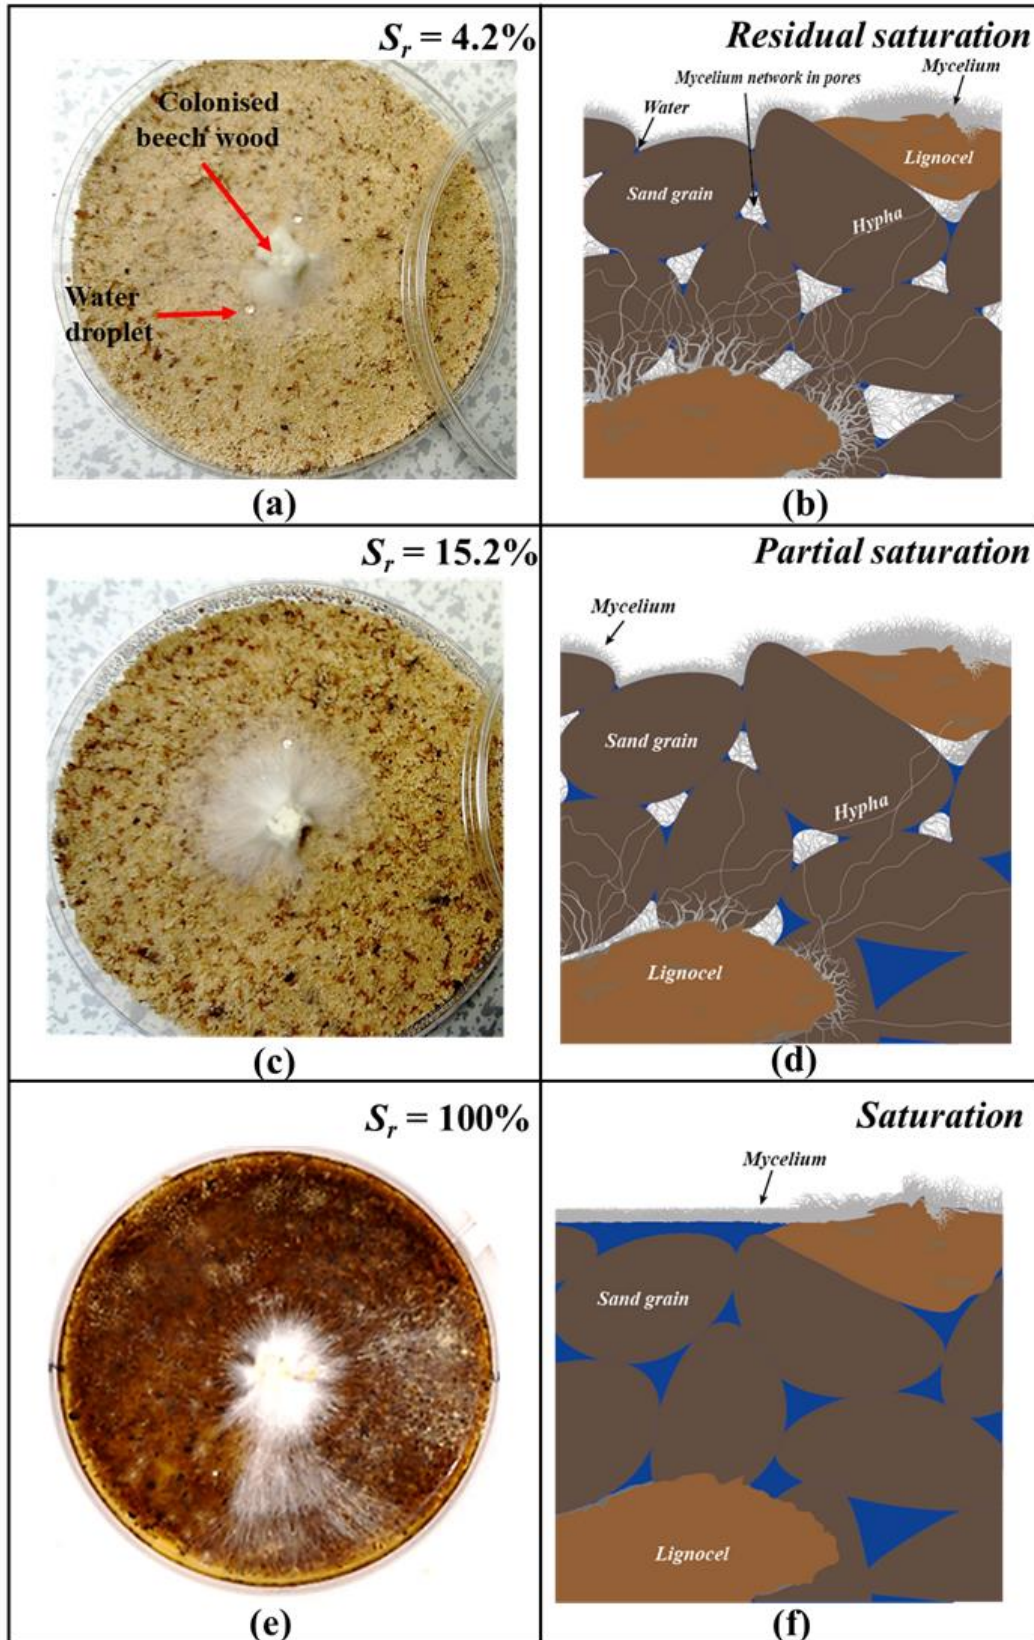 S_r = 4.2%
Colonised
beech wood
Water
droplet
(a)
Residual saturation
Mycelium network in pores
Mycelium
Water
Lignocel
Sand grain
Hypha
(b)
S_r = 15.2%
(c)
Partial saturation
Mycelium
Sand grain
Hypha
Lignocel
(d)
S_r = 100%
(e)
Saturation
Mycelium
Sand grain
Lignocel
(f)